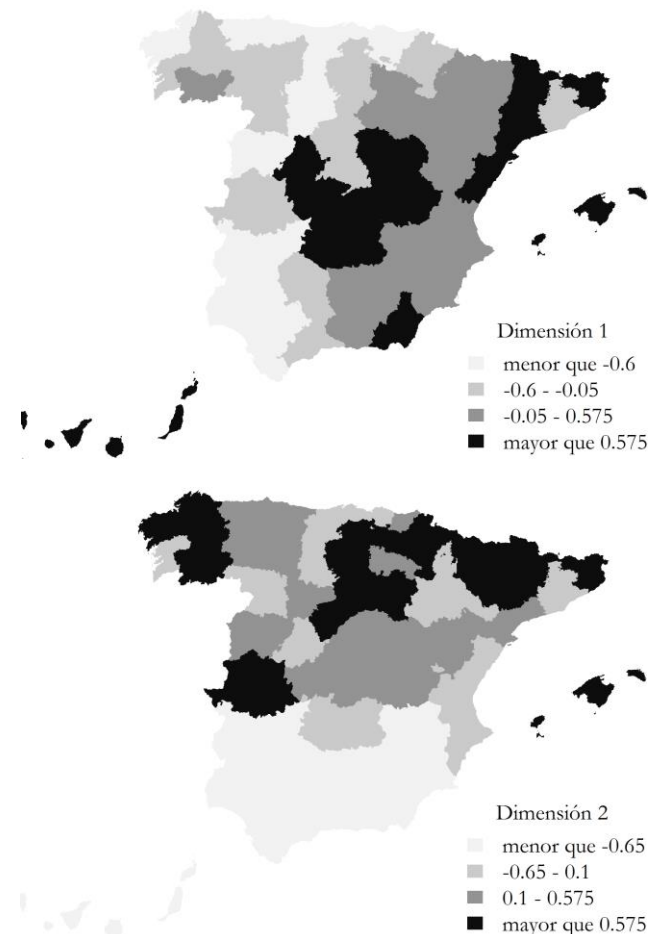 Dimensión 1
menor que -0.6
-0.6 - -0.05
-0.05 - 0.575
mayor que 0.575
Dimensión 2
menor que -0.65
-0.65 - 0.1
0.1 - 0.575
mayor que 0.575